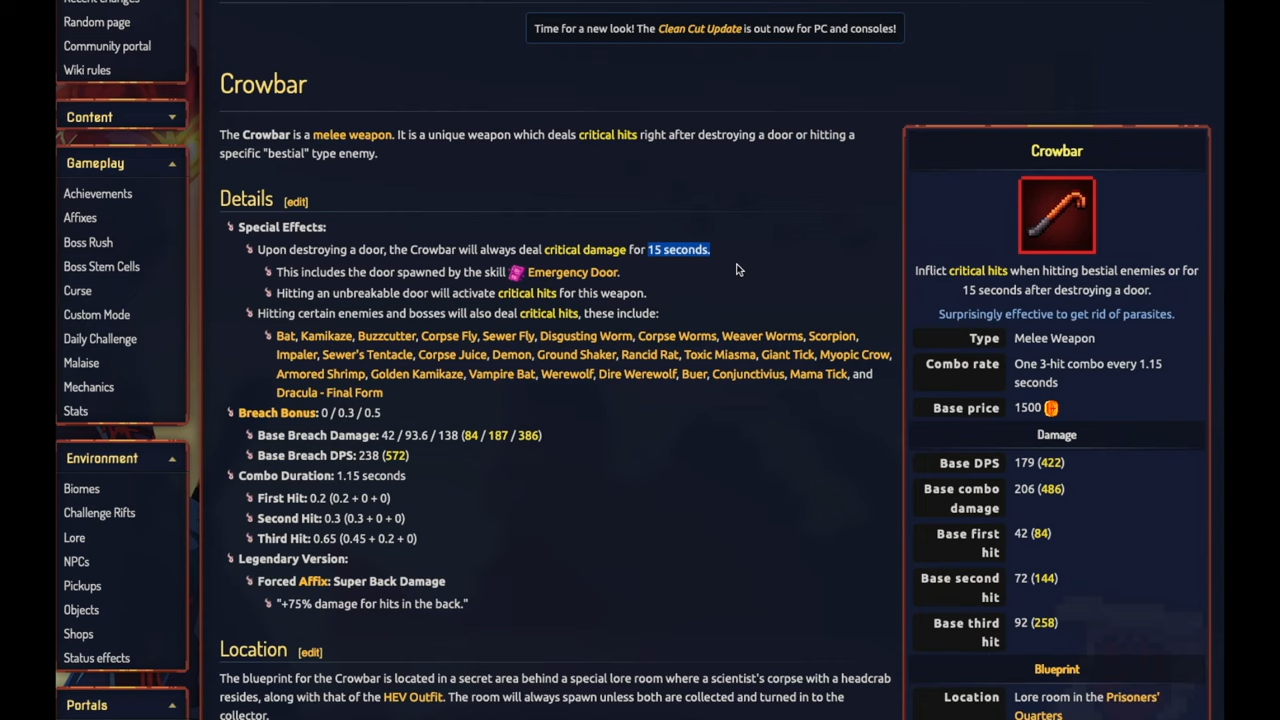 Recent changes
Random page
Community portal
Wiki rules
Content
Gameplay
Achievements
Affixes
Boss Rush
Boss Stem Cells
Curse
Custom Mode
Daily Challenge
Malaise
Mechanics
Stats
Environment
Biomes
Challenge Rifts
Lore
NPCs
Pickups
Objects
Shops
Status effects
Portals
Time for a new look! The Clean Cut Update is out now for PC and consoles!
Crowbar
The Crowbar is a melee weapon. It is a unique weapon which deals critical hits right after destroying a door or hitting a
specific "bestial" type enemy.
Details [edit]
Special Effects:
Upon destroying a door, the Crowbar will always deal critical damage for 15 seconds.
This includes the door spawned by the skill Emergency Door.
Hitting an unbreakable door will activate critical hits for this weapon.
Hitting certain enemies and bosses will also deal critical hits, these include:
Bat, Kamikaze, Buzzcutter, Corpse Fly, Sewer Fly, Disgusting Worm, Corpse Worms, Weaver Worms, Scorpion,
Impaler, Sewer's Tentacle, Corpse Juice, Demon, Ground Shaker, Rancid Rat, Toxic Miasma, Giant Tick, Myopic Crow,
Armored Shrimp, Golden Kamikaze, Vampire Bat, Werewolf, Dire Werewolf, Buer, Conjunctivius, Mama Tick, and
Dracula - Final Form
Breach Bonus: 0 / 0.3 / 0.5
Base Breach Damage: 42 / 93.6 / 138 (84 / 187 / 386)
Base Breach DPS: 238 (572)
Combo Duration: 1.15 seconds
First Hit: 0.2 (0.2 + 0 + 0)
Second Hit: 0.3 (0.3 + 0 + 0)
Third Hit: 0.65 (0.45 + 0.2 + 0)
Legendary Version:
Forced Affix: Super Back Damage
"+75% damage for hits in the back."
Location [edit]
The blueprint for the Crowbar is located in a secret area behind a special lore room where a scientist's corpse with a headcrab
resides, along with that of the HEV Outfit. The room will always spawn unless both are collected and turned in to the
collector.
Crowbar
Inflict critical hits when hitting bestial enemies or for
15 seconds after destroying a door.
Surprisingly effective to get rid of parasites.
Type Melee Weapon
Combo rate One 3-hit combo every 1.15
seconds
Base price 1500
Damage
Base DPS 179 (422)
Base combo 206 (486)
damage
Base first 42 (84)
hit
Base second 72 (144)
hit
Base third 92 (258)
hit
Blueprint
Location Lore room in the Prisoners'
Quarters